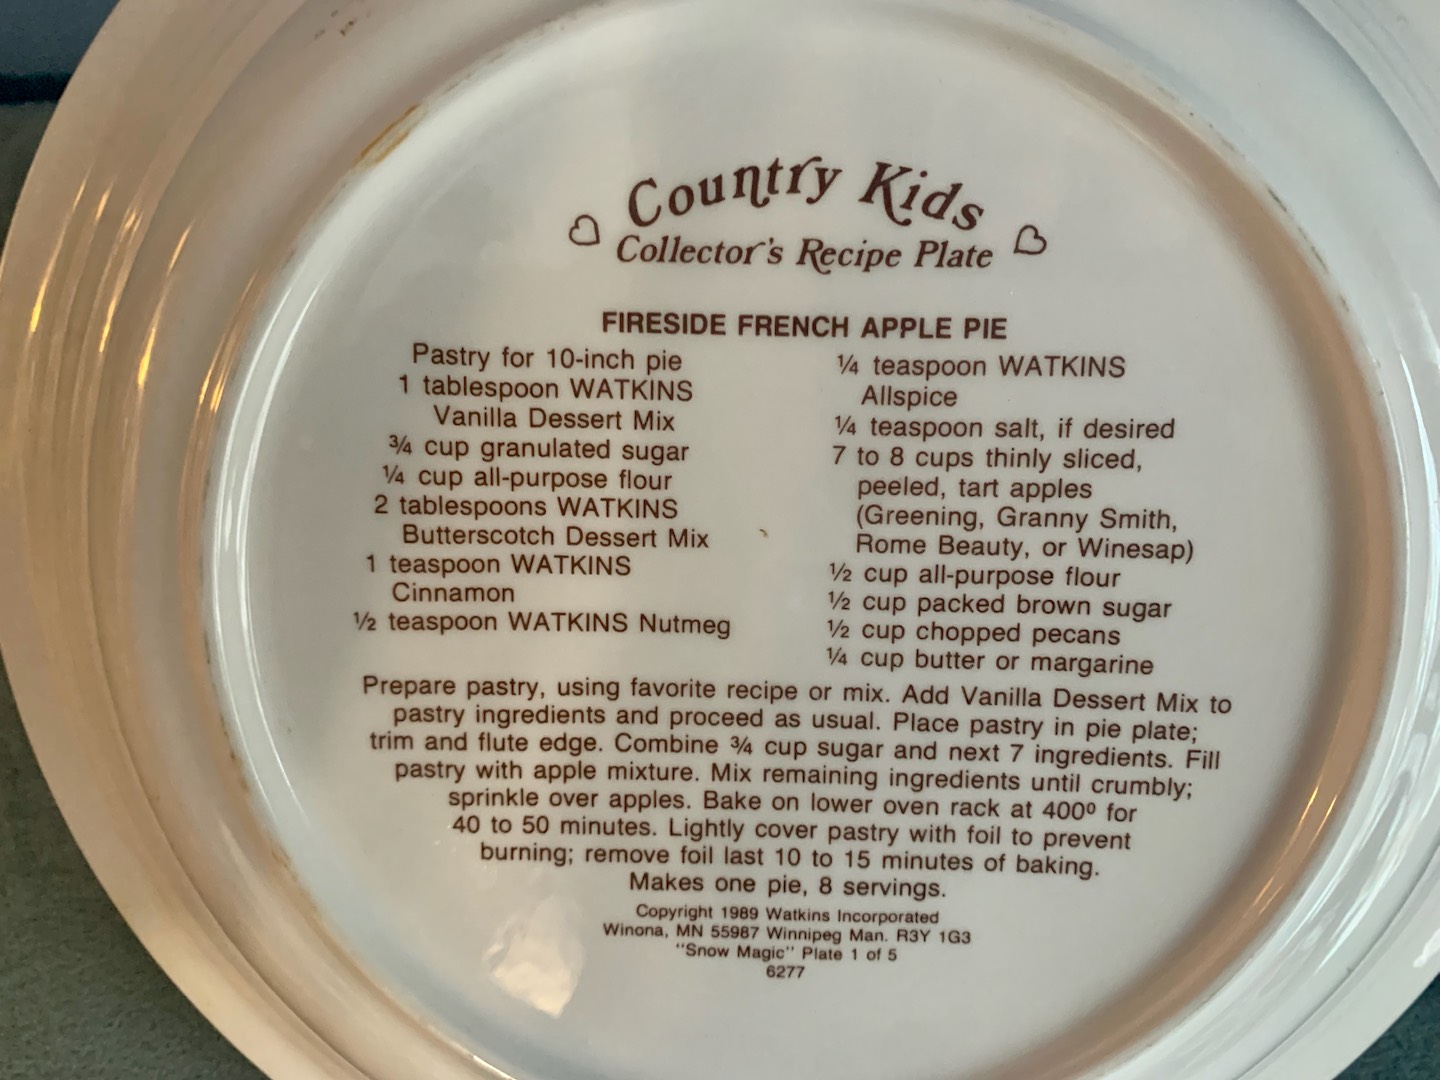 Country Kids
Collector's Recipe Plate
FIRESIDE FRENCH APPLE PIE
Pastry for 10-inch pie
1 tablespoon WATKINS
Vanilla Dessert Mix
¾ cup granulated sugar
¼ cup all-purpose flour
2 tablespoons WATKINS
Butterscotch Dessert Mix
1 teaspoon WATKINS
Cinnamon
½ teaspoon WATKINS Nutmeg
¼ teaspoon WATKINS
Allspice
¼ teaspoon salt, if desired
7 to 8 cups thinly sliced,
peeled, tart apples
(Greening, Granny Smith,
Rome Beauty, or Winesap)
½ cup all-purpose flour
½ cup packed brown sugar
½ cup chopped pecans
¼ cup butter or margarine
Prepare pastry, using favorite recipe or mix. Add Vanilla Dessert Mix to
pastry ingredients and proceed as usual. Place pastry in pie plate;
trim and flute edge. Combine ¾ cup sugar and next 7 ingredients. Fill
pastry with apple mixture. Mix remaining ingredients until crumbly;
sprinkle over apples. Bake on lower oven rack at 400º for
40 to 50 minutes. Lightly cover pastry with foil to prevent
burning; remove foil last 10 to 15 minutes of baking.
Makes one pie, 8 servings.
Copyright 1989 Watkins Incorporated
Winona, MN 55987 Winnipeg Man. R3Y 1G3
"Snow Magic" Plate 1 of 5
6277